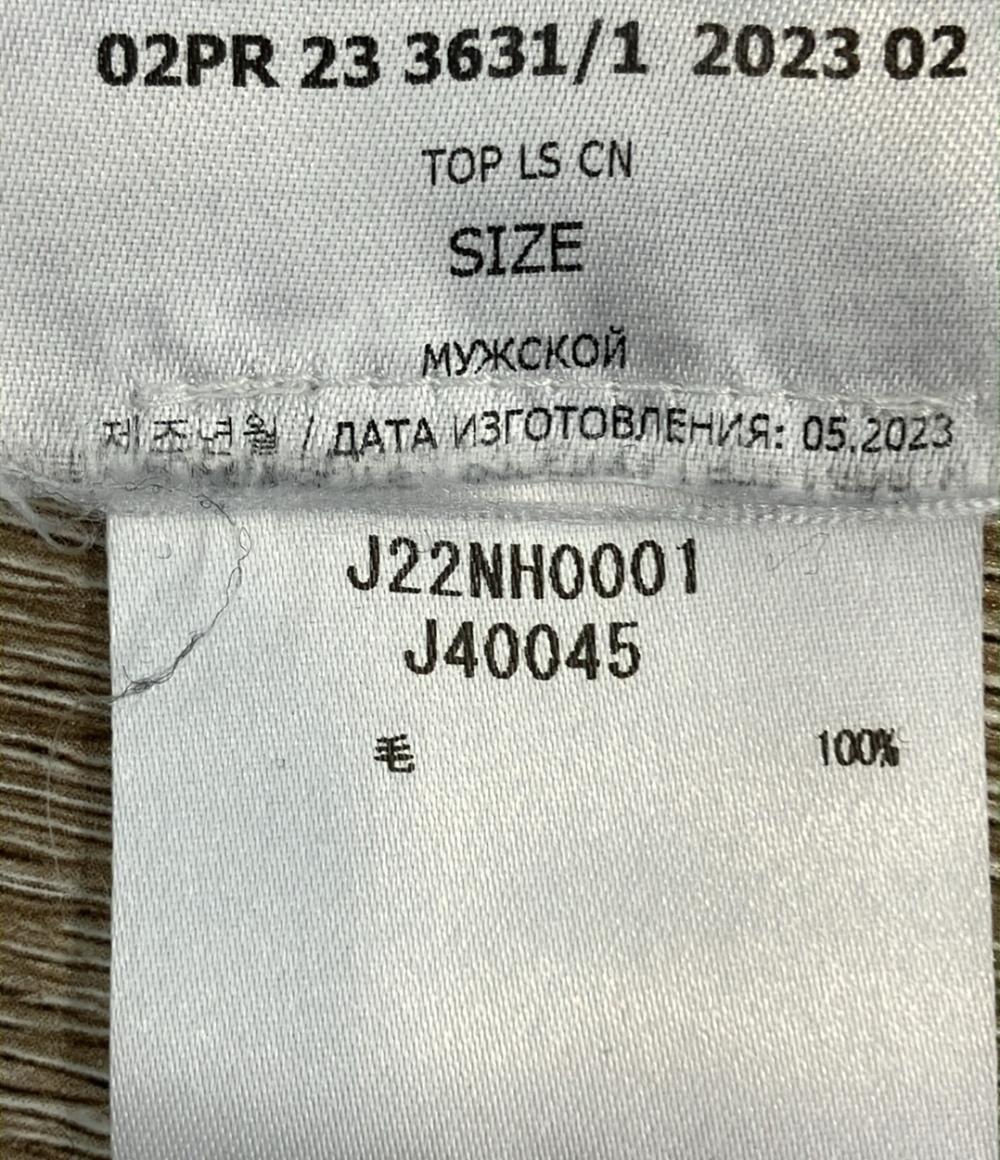 02PR 23 3631/1 2023 02
TOP LS CN
SIZE
МУЖСКОЙ
제조년월 / ДАТА ИЗГОТОВЛЕНИЯ: 05.2023
J22NH0001
J40045
毛 100%